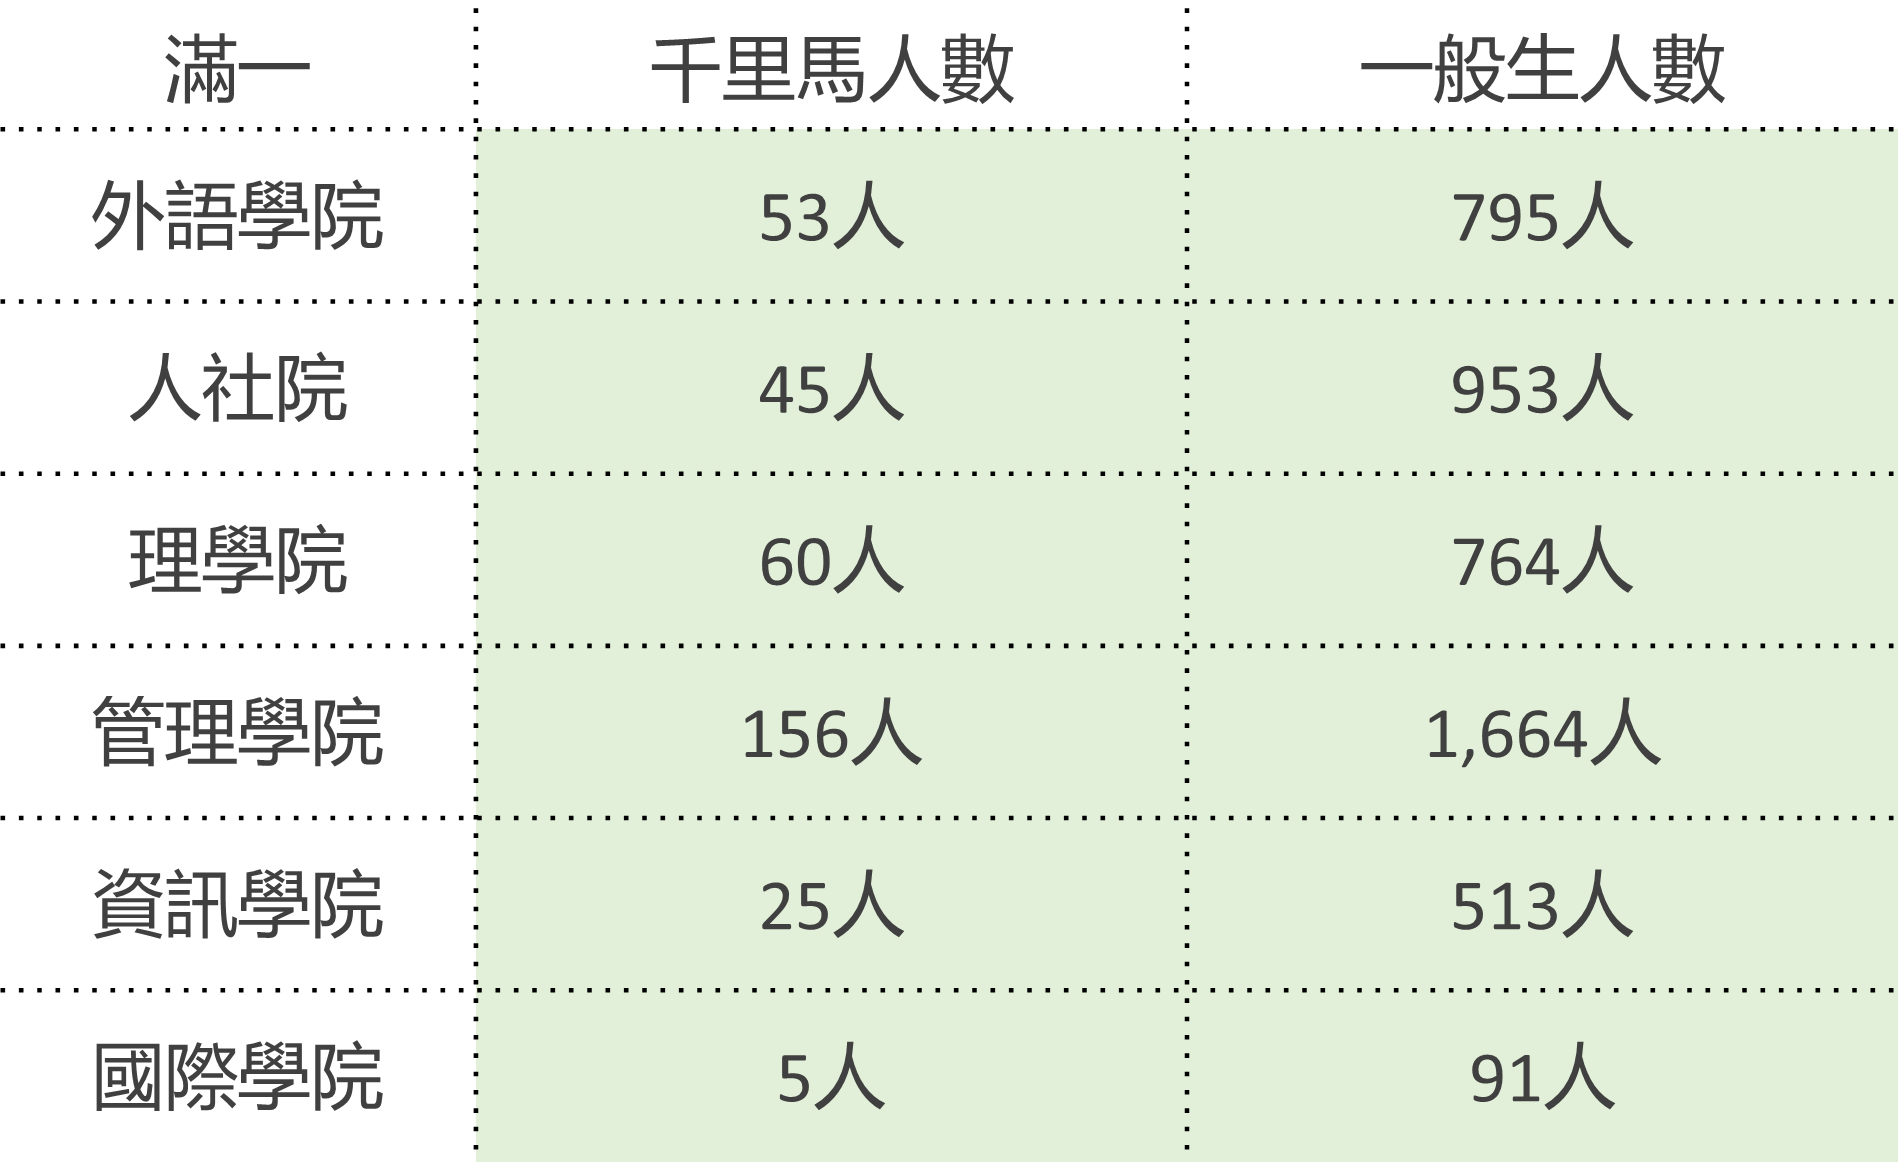 滿一 千里馬人數 一般生人數
外語學院 53人 795人
人社院 45人 953人
理學院 60人 764人
管理學院 156人 1,664人
資訊學院 25人 513人
國際學院 5人 91人